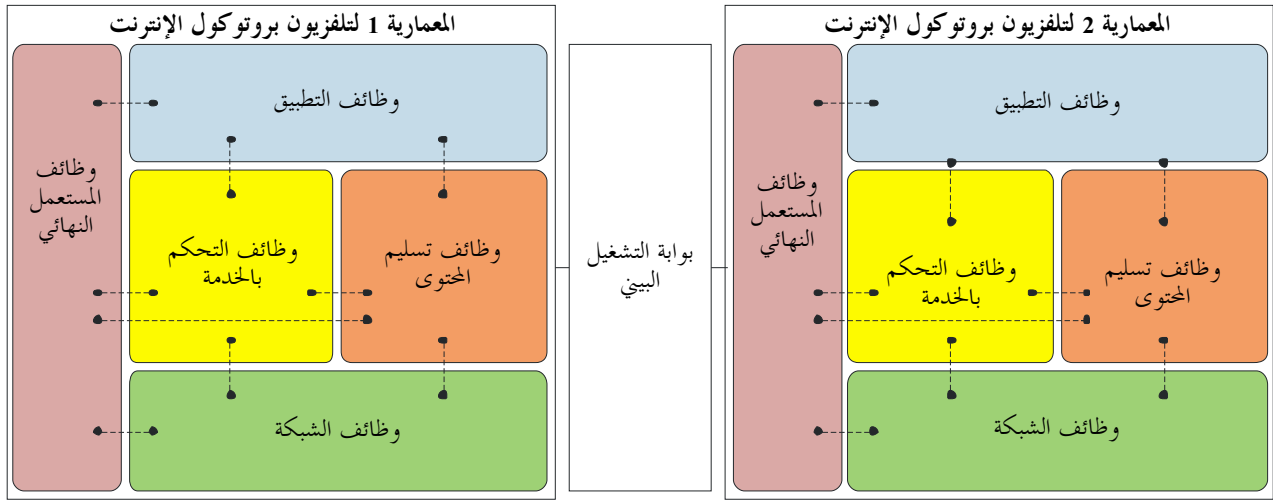 المعمارية 1 لتلفزيون بروتوكول الإنترنت
وظائف التطبيق
وظائف
المستعمل
النهائي
وظائف التحكم
بالخدمة
وظائف تسليم
المحتوى
وظائف الشبكة
بوابة التشغيل
البيني
المعمارية 2 لتلفزيون بروتوكول الإنترنت
وظائف التطبيق
وظائف
المستعمل
النهائي
وظائف التحكم
بالخدمة
وظائف تسليم
المحتوى
وظائف الشبكة